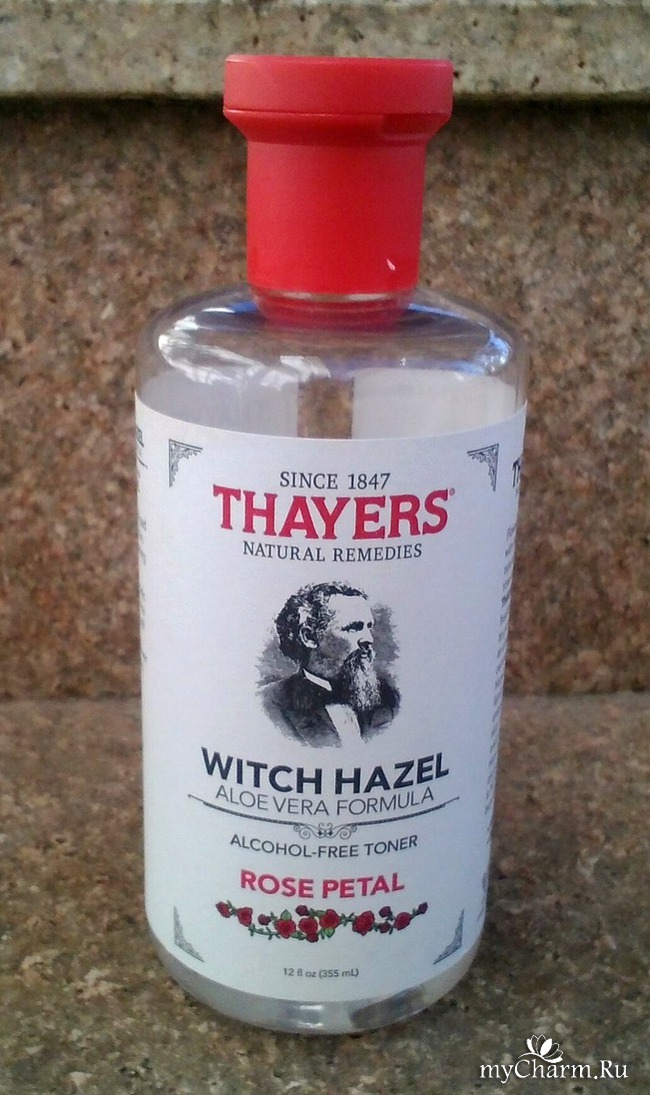 SINCE 1847
THAYERS®
NATURAL REMEDIES
WITCH HAZEL
ALOE VERA FORMULA
ALCOHOL-FREE TONER
ROSE PETAL
12 fl oz (355 mL)
myCharm.Ru